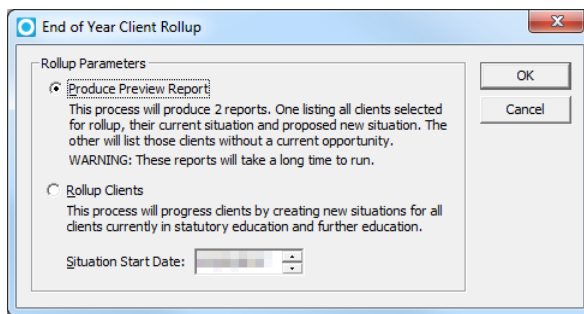 End of Year Client Rollup
Rollup Parameters
Produce Preview Report
This process will produce 2 reports. One listing all clients selected
for rollup, their current situation and proposed new situation. The
other will list those clients without a current opportunity.
WARNING: These reports will take a long time to run.
Rollup Clients
This process will progress clients by creating new situations for all
clients currently in statutory education and further education.
Situation Start Date:
OK
Cancel